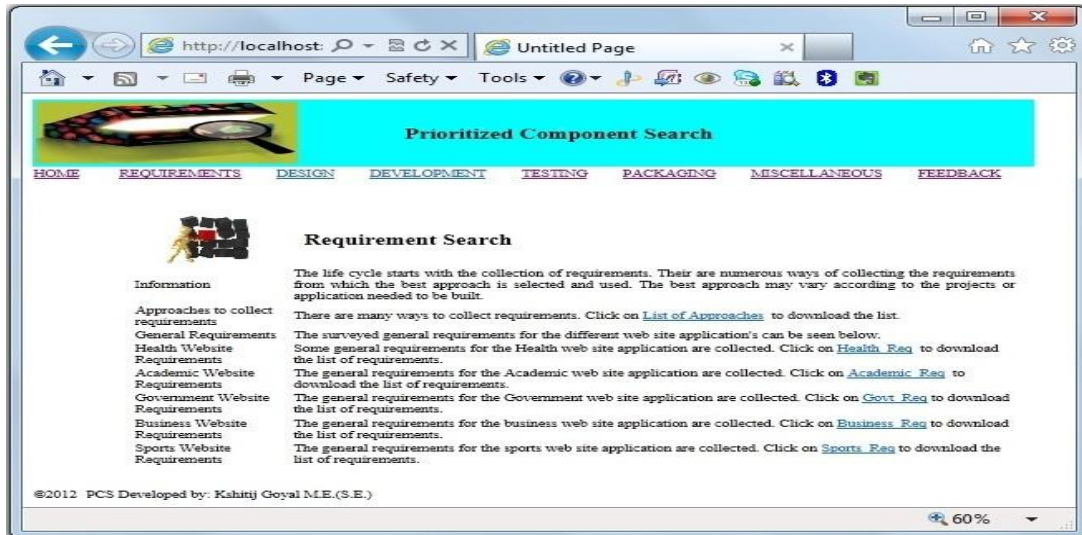 http://localhost:
Untitled Page
Page
Safety
Tools
Prioritized Component Search
HOME REQUIREMENTS DESIGN DEVELOPMENT TESTING PACKAGING MISCELLANEOUS FEEDBACK
Requirement Search
Information
The life cycle starts with the collection of requirements. Their are numerous ways of collecting the requirements
from which the best approach is selected and used. The best approach may vary according to the projects or
application needed to be built.
Approaches to collect
requirements
There are many ways to collect requirements. Click on List of Approaches to download the list.
General Requirements
The surveyed general requirements for the different web site application's can be seen below.
Health Website
Requirements
Some general requirements for the Health web site application are collected. Click on Health_Req to download
the list of requirements.
Academic Website
Requirements
The general requirements for the Academic web site application are collected. Click on Academic_Req to
download the list of requirements.
Government Website
Requirements
The general requirements for the Government web site application are collected. Click on Govt_Req to download
the list of requirements.
Business Website
Requirements
The general requirements for the business web site application are collected. Click on Business_Req to download
the list of requirements.
Sports Website
Requirements
The general requirements for the sports web site application are collected. Click on Sports_Req to download the
list of requirements.
©2012 PCS Developed by: Kshitij Goyal M.E.(S.E.)
60%